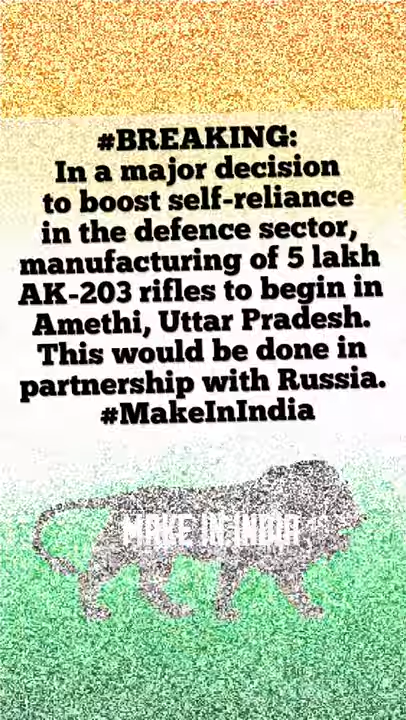 #BREAKING:
In a major decision
to boost self-reliance
in the defence sector,
manufacturing of 5 lakh
AK-203 rifles to begin in
Amethi, Uttar Pradesh.
This would be done in
partnership with Russia.
#MakeInIndia
MAKE IN INDIA